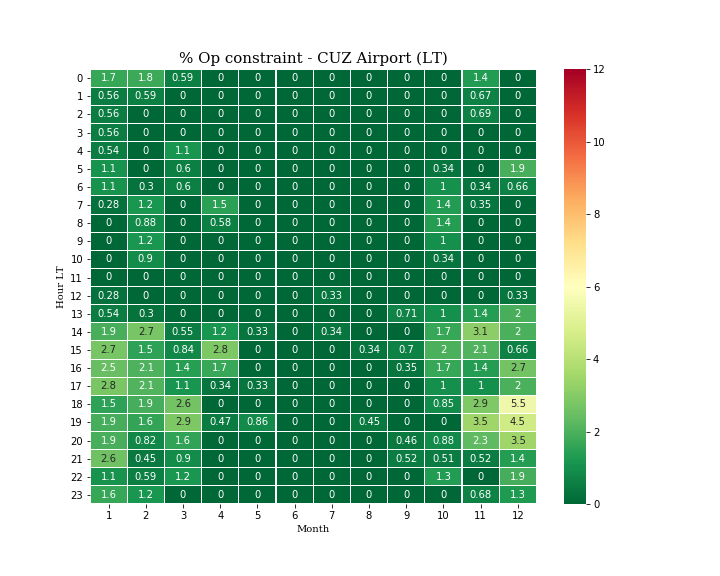 % Op constraint - CUZ Airport (LT)
0 1.7 1.8 0.59 0 0 0 0 0 0 0 1.4 0
1 0.56 0.59 0 0 0 0 0 0 0 0 0.67 0
2 0.56 0 0 0 0 0 0 0 0 0 0.69 0
3 0.56 0 0 0 0 0 0 0 0 0 0 0
4 0.54 0 1.1 0 0 0 0 0 0 0 0 0
5 1.1 0 0.6 0 0 0 0 0 0 0.34 0 1.9
6 1.1 0.3 0.6 0 0 0 0 0 0 1 0.34 0.66
7 0.28 1.2 0 1.5 0 0 0 0 0 1.4 0.35 0
8 0 0.88 0 0.58 0 0 0 0 0 1.4 0 0
9 0 1.2 0 0 0 0 0 0 0 1 0 0
10 0 0.9 0 0 0 0 0 0 0 0.34 0 0
11 0 0 0 0 0 0 0 0 0 0 0 0
12 0.28 0 0 0 0 0 0.33 0 0 0 0 0.33
13 0.54 0.3 0 0 0 0 0 0 0.71 1 1.4 2
14 1.9 2.7 0.55 1.2 0.33 0 0.34 0 0 1.7 3.1 2
15 2.7 1.5 0.84 2.8 0 0 0 0.34 0.7 2 2.1 0.66
16 2.5 2.1 1.4 1.7 0 0 0 0 0.35 1.7 1.4 2.7
17 2.8 2.1 1.1 0.34 0.33 0 0 0 0 1 1 2
18 1.5 1.9 2.6 0 0 0 0 0 0 0.85 2.9 5.5
19 1.9 1.6 2.9 0.47 0.86 0 0 0.45 0 0 3.5 4.5
20 1.9 0.82 1.6 0 0 0 0 0 0.46 0.88 2.3 3.5
21 2.6 0.45 0.9 0 0 0 0 0 0.52 0.51 0.52 1.4
22 1.1 0.59 1.2 0 0 0 0 0 0 1.3 0 1.9
23 1.6 1.2 0 0 0 0 0 0 0 0 0.68 1.3
1 2 3 4 5 6 7 8 9 10 11 12
Month
Hour LT
12
10
8
6
4
2
0